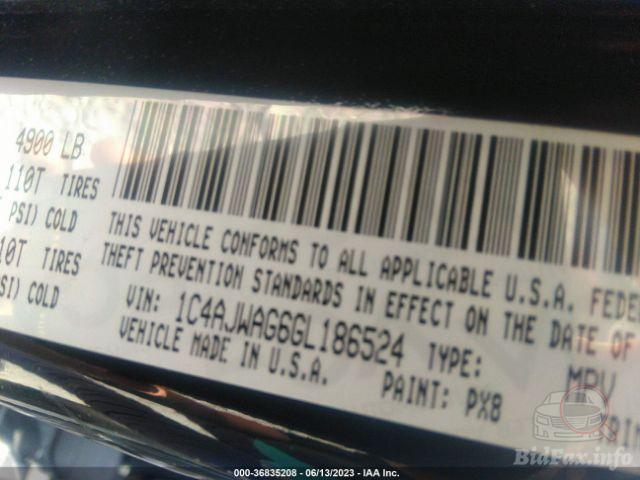 4900 LB
110T TIRES
PSI) COLD
10T TIRES
SI) COLD
THIS VEHICLE CONFORMS TO ALL APPLICABLE U.S.A. FEDER
THEFT PREVENTION STANDARDS IN EFFECT ON THE DATE OF
VIN: 1C4AJWAG6GL186524 TYPE: MPV
VEHICLE MADE IN U.S.A. PAINT: PX8
RIM
000-36835208 - 06/13/2023 - IAA Inc.
BidFax.info